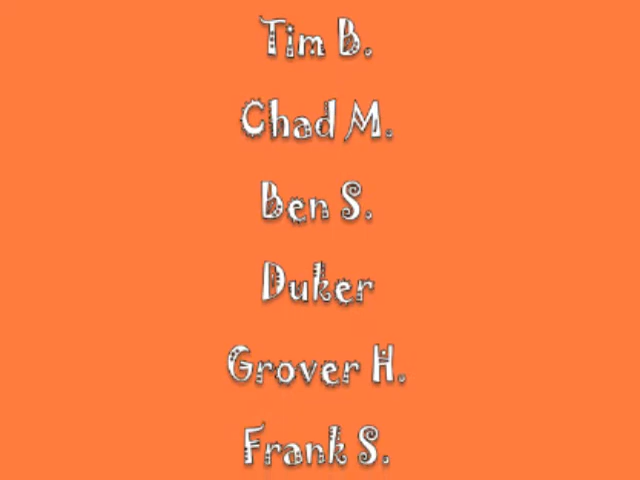 Tim B.
Chad M.
Ben S.
Duker
Grover H.
Frank S.